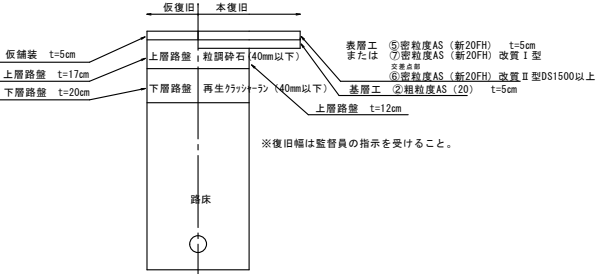 仮復旧 本復旧
仮舗装 t=5cm
上層路盤 t=17cm
下層路盤 t=20cm
上層路盤 粒調砕石(40mm以下)
下層路盤 再生クラッシャーラン(40mm以下)
表層工 ⑤密粒度AS(新20FH) t=5cm
または ⑦密粒度AS(新20FH) 改質Ⅰ型
交差点部
⑥密粒度AS(新20FH) 改質Ⅱ型DS1500以上
基層工 ②粗粒度AS(20) t=5cm
上層路盤 t=12cm
※復旧幅は監督員の指示を受けること。
路床